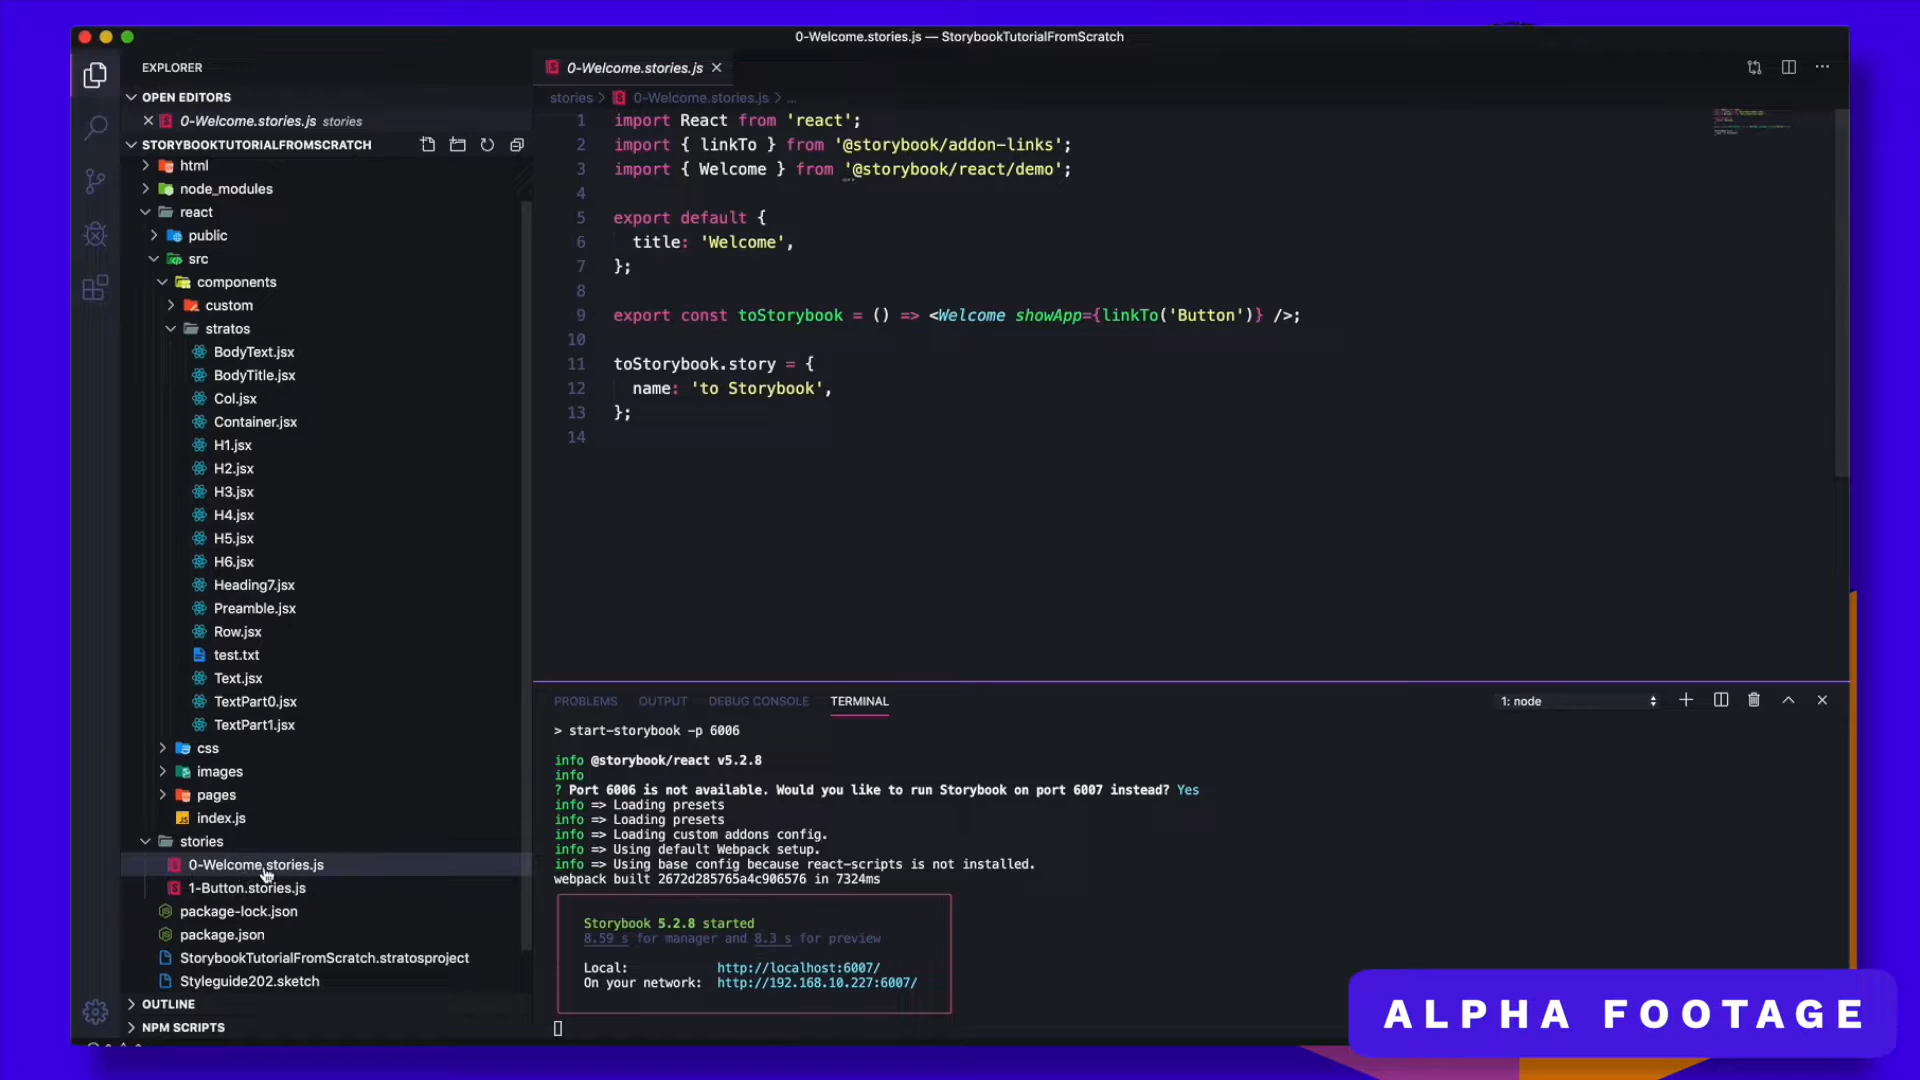 0-Welcome.stories.js — StorybookTutorialFromScratch
EXPLORER
OPEN EDITORS
0-Welcome.stories.js stories
STORYBOOKTUTORIALFROMSCRATCH
html
node_modules
react
public
src
components
custom
stratos
BodyText.jsx
BodyTitle.jsx
Col.jsx
Container.jsx
H1.jsx
H2.jsx
H3.jsx
H4.jsx
H5.jsx
H6.jsx
Heading7.jsx
Preamble.jsx
Row.jsx
test.txt
Text.jsx
TextPart0.jsx
TextPart1.jsx
css
images
pages
index.js
stories
0-Welcome.stories.js
1-Button.stories.js
package-lock.json
package.json
StorybookTutorialFromScratch.stratosproject
Styleguide202.sketch
OUTLINE
NPM SCRIPTS
0-Welcome.stories.js
stories > 0-Welcome.stories.js > ...
1 import React from 'react';
2 import { linkTo } from '@storybook/addon-links';
3 import { Welcome } from '@storybook/react/demo';
4
5 export default {
6 title: 'Welcome',
7 };
8
9 export const toStorybook = () => <Welcome showApp={linkTo('Button')} />;
10
11 toStorybook.story = {
12 name: 'to Storybook',
13 };
14
PROBLEMS OUTPUT DEBUG CONSOLE TERMINAL 1: node
> start-storybook -p 6006
info @storybook/react v5.2.8
info
? Port 6006 is not available. Would you like to run Storybook on port 6007 instead? Yes
info => Loading presets
info => Loading presets
info => Loading custom addons config.
info => Using default Webpack setup.
info => Using base config because react-scripts is not installed.
webpack built 2672d285765a4c906576 in 7324ms
Storybook 5.2.8 started
8.59 s for manager and 8.3 s for preview
Local: http://localhost:6007/
On your network: http://192.168.10.227:6007/
ALPHA FOOTAGE